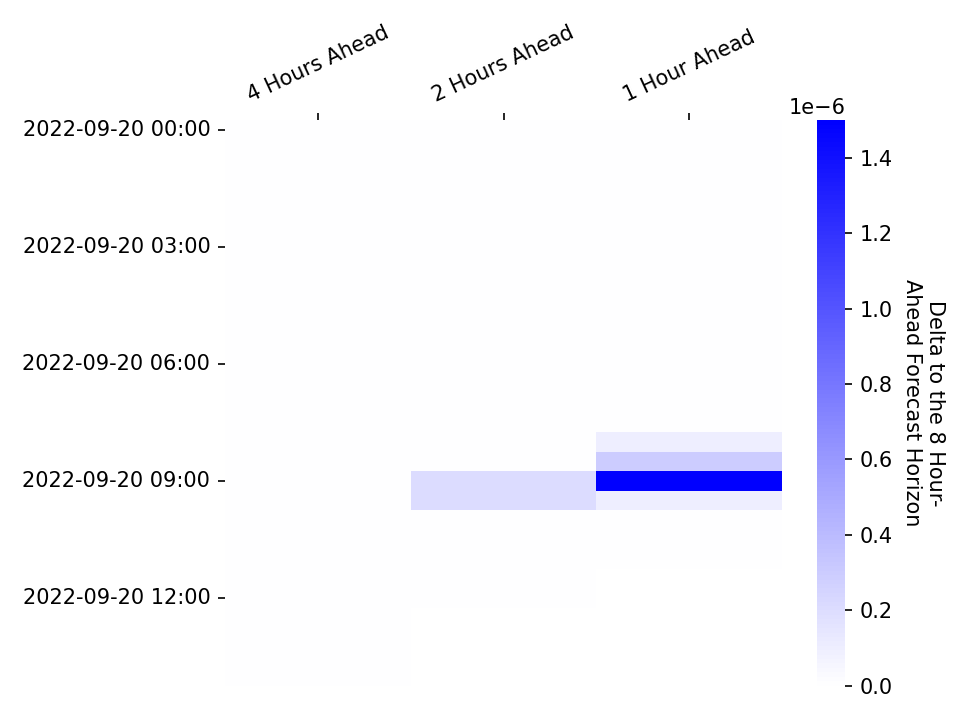 4 Hours Ahead
2 Hours Ahead
1 Hour Ahead
1e−6
2022-09-20 00:00
2022-09-20 03:00
2022-09-20 06:00
2022-09-20 09:00
2022-09-20 12:00
1.4
1.2
1.0
0.8
0.6
0.4
0.2
0.0
Delta to the 8 Hour-
Ahead Forecast Horizon